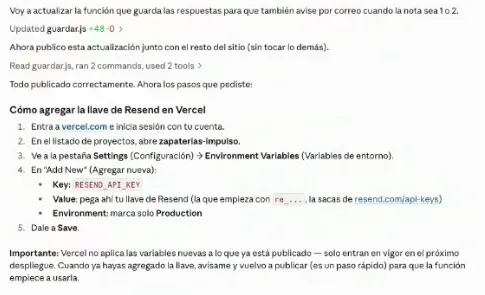 Voy a actualizar la función que guarda las respuestas para que también avise por correo cuando la nota sea 1 o 2.
Updated guardar.js +48-0 >
Ahora publico esta actualización junto con el resto del sitio (sin tocar lo demás).
Read guardar.js, ran 2 commands, used 2 tools >
Todo publicado correctamente. Ahora los pasos que pediste:
Cómo agregar la llave de Resend en Vercel
1. Entra a vercel.com e inicia sesión con tu cuenta.
2. En el listado de proyectos, abre zapaterias-impulso.
3. Ve a la pestaña Settings (Configuración) → Environment Variables (Variables de entorno).
4. En "Add New" (Agregar nueva):
• Key: RESEND_API_KEY
• Value: pega ahí tu llave de Resend (la que empieza con re_..., la sacas de resend.com/api-keys)
• Environment: marca solo Production
5. Dale a Save.
Importante: Vercel no aplica las variables nuevas a lo que ya está publicado — solo entran en vigor en el próximo
despliegue. Cuando ya hayas agregado la llave, avísame y vuelvo a publicar (es un paso rápido) para que la función
empiece a usarla.